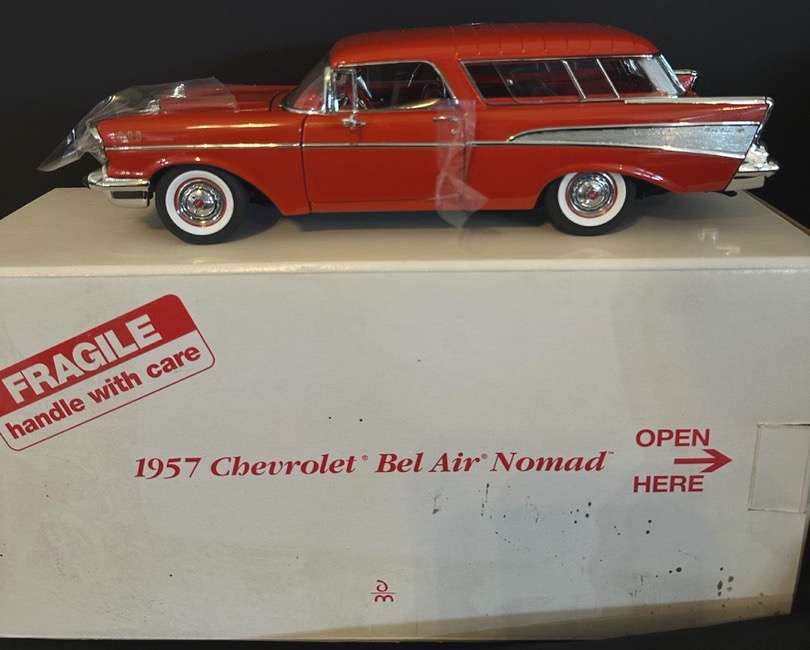 FRAGILE
handle with care
1957 Chevrolet® Bel Air® Nomad™
OPEN
HERE